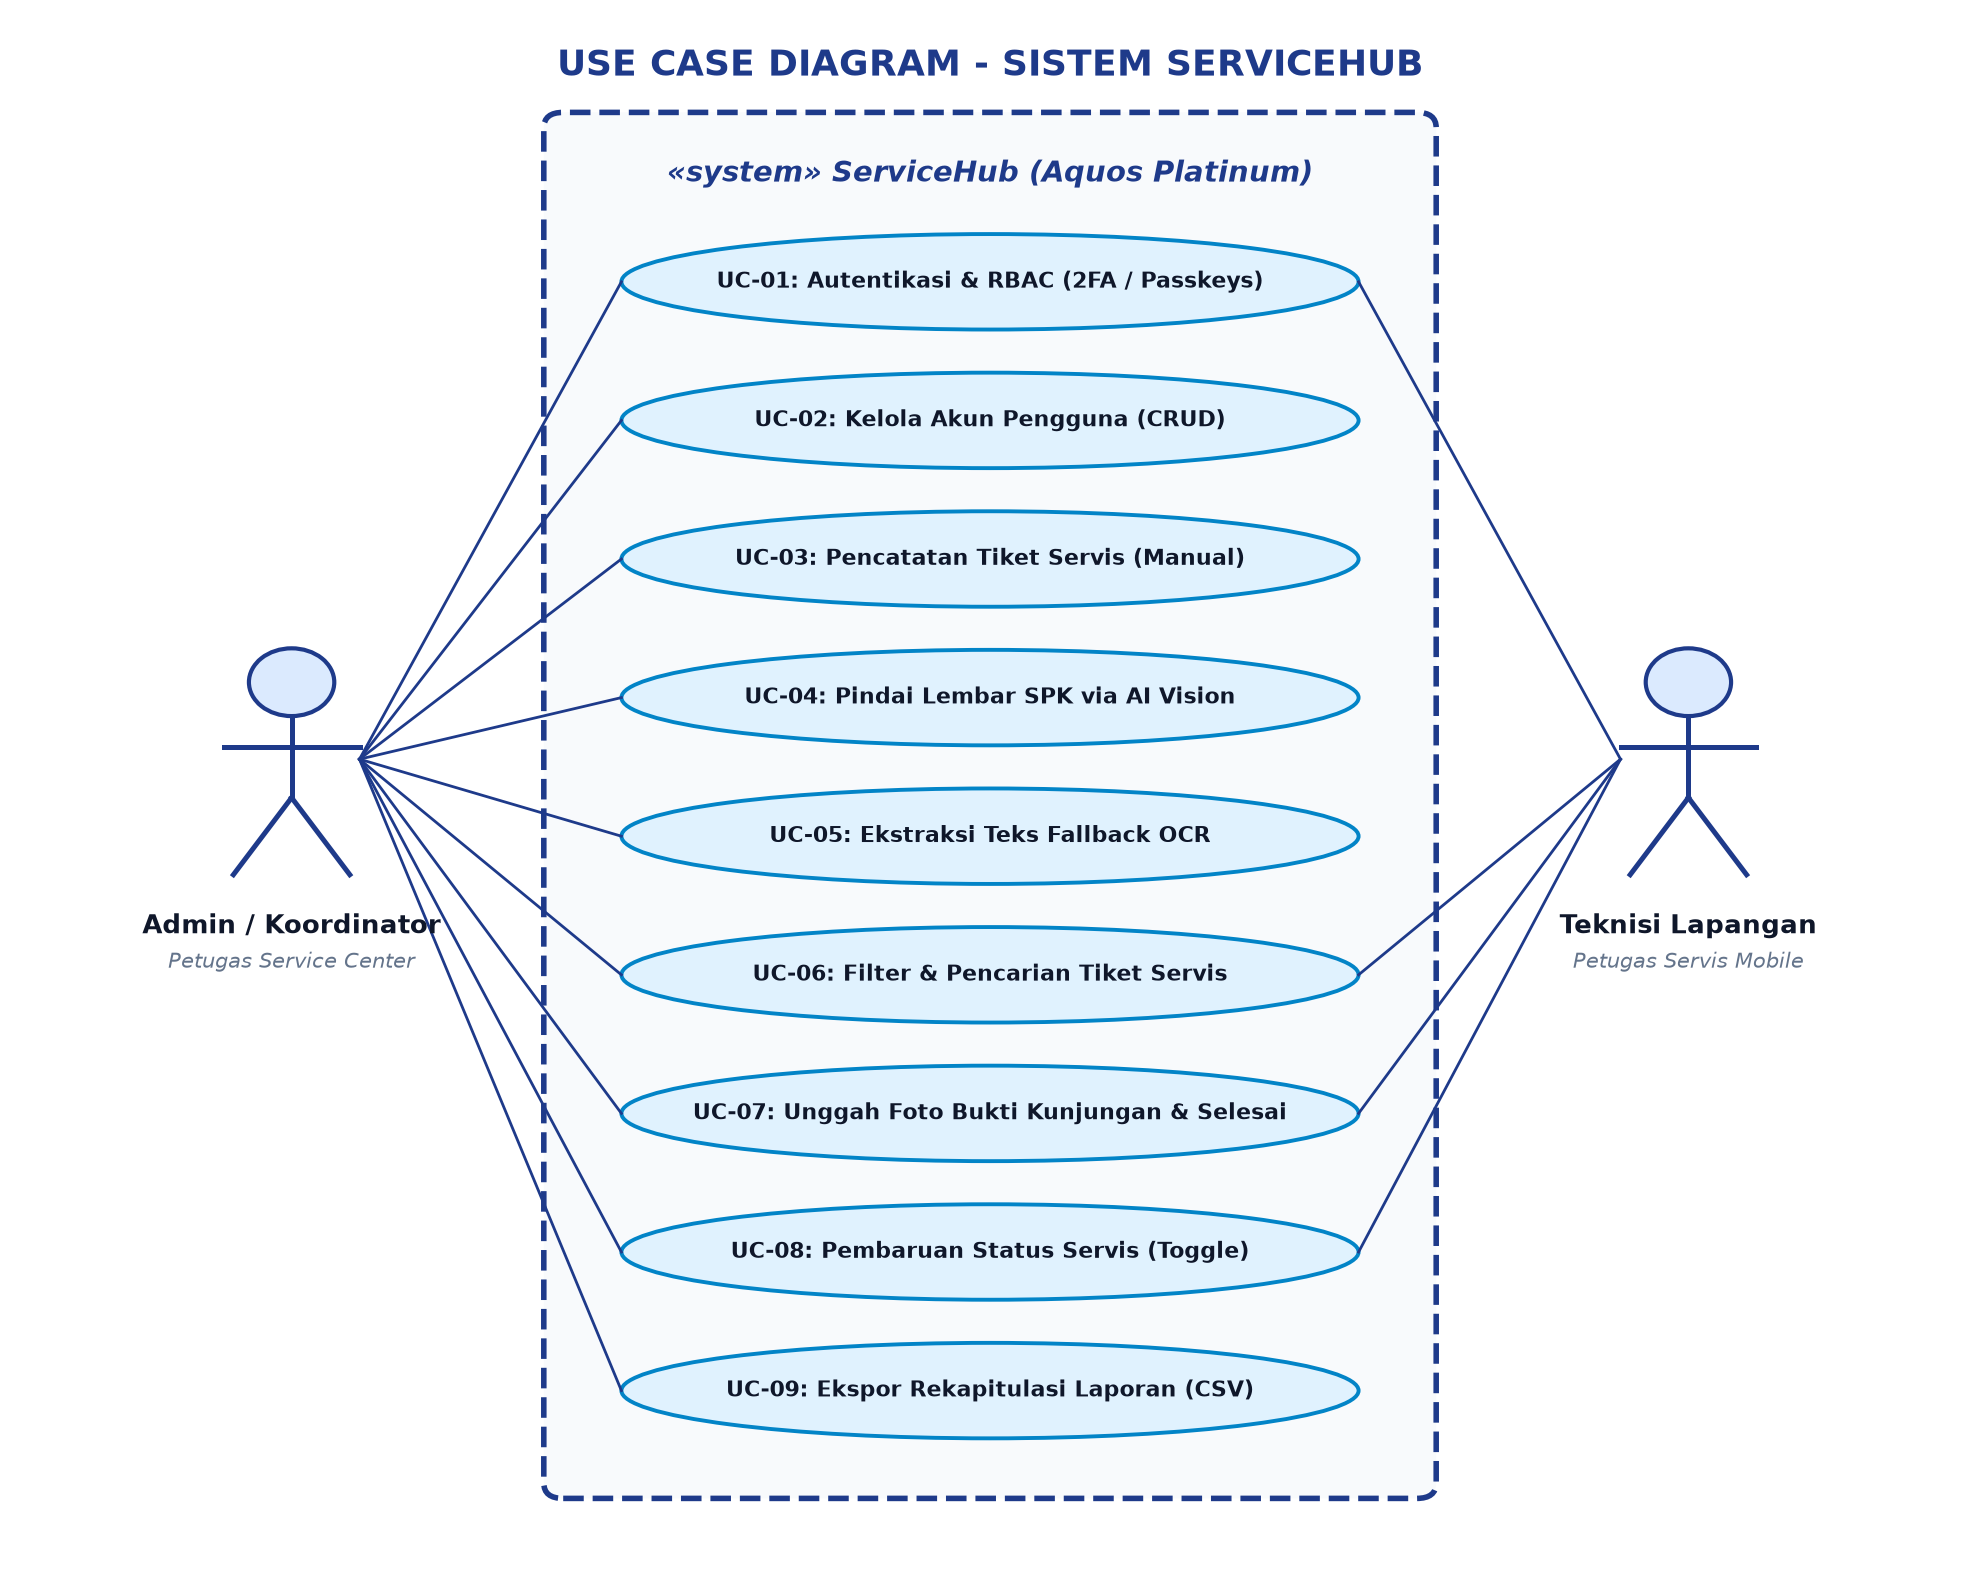 USE CASE DIAGRAM - SISTEM SERVICEHUB
«system» ServiceHub (Aquos Platinum)
UC-01: Autentikasi & RBAC (2FA / Passkeys)
UC-02: Kelola Akun Pengguna (CRUD)
UC-03: Pencatatan Tiket Servis (Manual)
UC-04: Pindai Lembar SPK via AI Vision
UC-05: Ekstraksi Teks Fallback OCR
Admin / Koordinator
Petugas Service Center
Teknisi Lapangan
Petugas Servis Mobile
UC-06: Filter & Pencarian Tiket Servis
UC-07: Unggah Foto Bukti Kunjungan & Selesai
UC-08: Pembaruan Status Servis (Toggle)
UC-09: Ekspor Rekapitulasi Laporan (CSV)